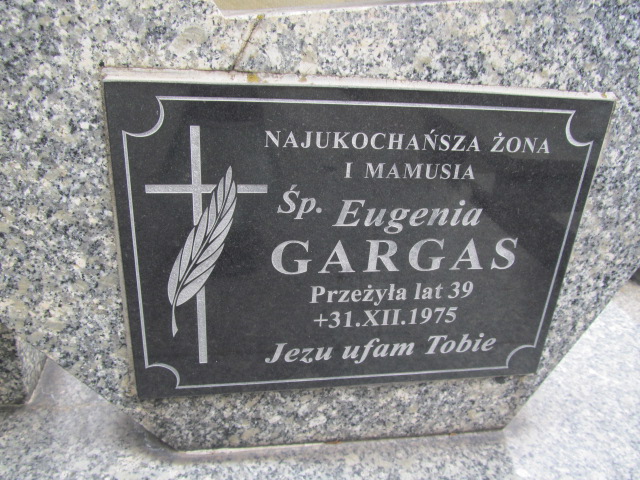 NAJUKOCHAŃSZA ŻONA
I MAMUSIA
Śp. Eugenia
GARGAS
Przeżyła lat 39
+31.XII.1975
Jezu ufam Tobie